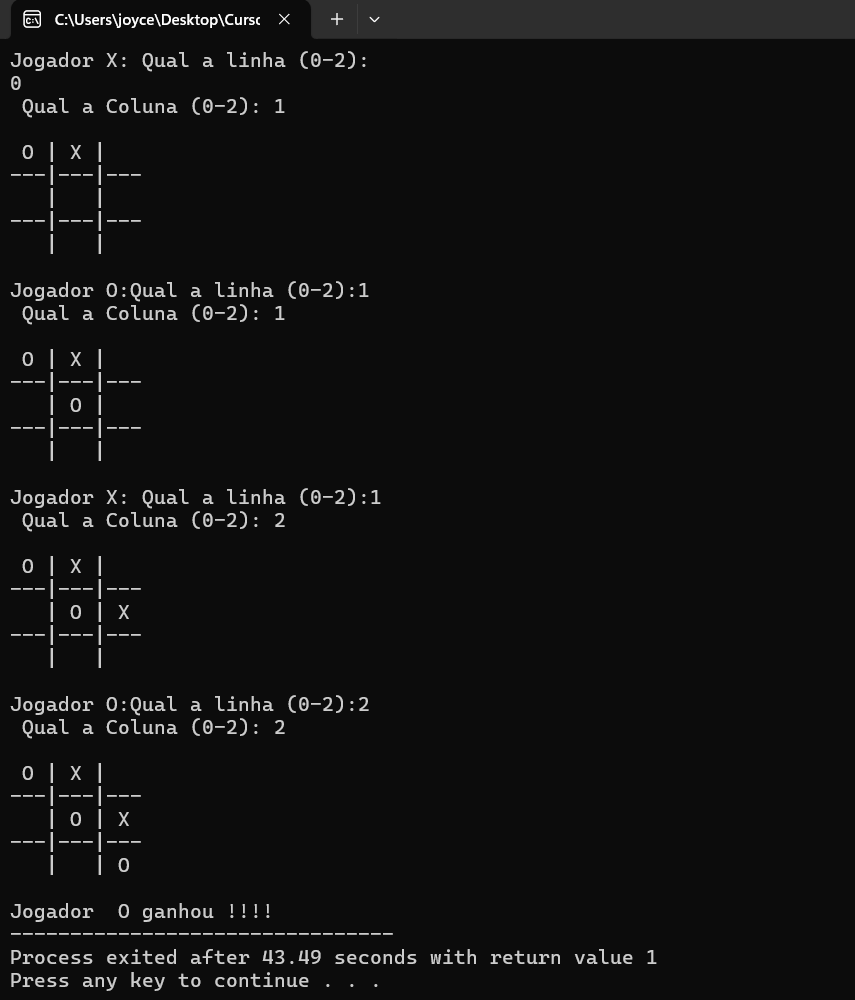 C:\Users\joyce\Desktop\Curso
Jogador X: Qual a linha (0-2):
0
 Qual a Coluna (0-2): 1
 O | X |
---|---|---
   |   |
---|---|---
   |   |
Jogador O:Qual a linha (0-2):1
 Qual a Coluna (0-2): 1
 O | X |
---|---|---
   | O |
---|---|---
   |   |
Jogador X: Qual a linha (0-2):1
 Qual a Coluna (0-2): 2
 O | X |
---|---|---
   | O | X
---|---|---
   |   |
Jogador O:Qual a linha (0-2):2
 Qual a Coluna (0-2): 2
 O | X |
---|---|---
   | O | X
---|---|---
   |   | O
Jogador  O ganhou !!!!
--------------------------------
Process exited after 43.49 seconds with return value 1
Press any key to continue . . .